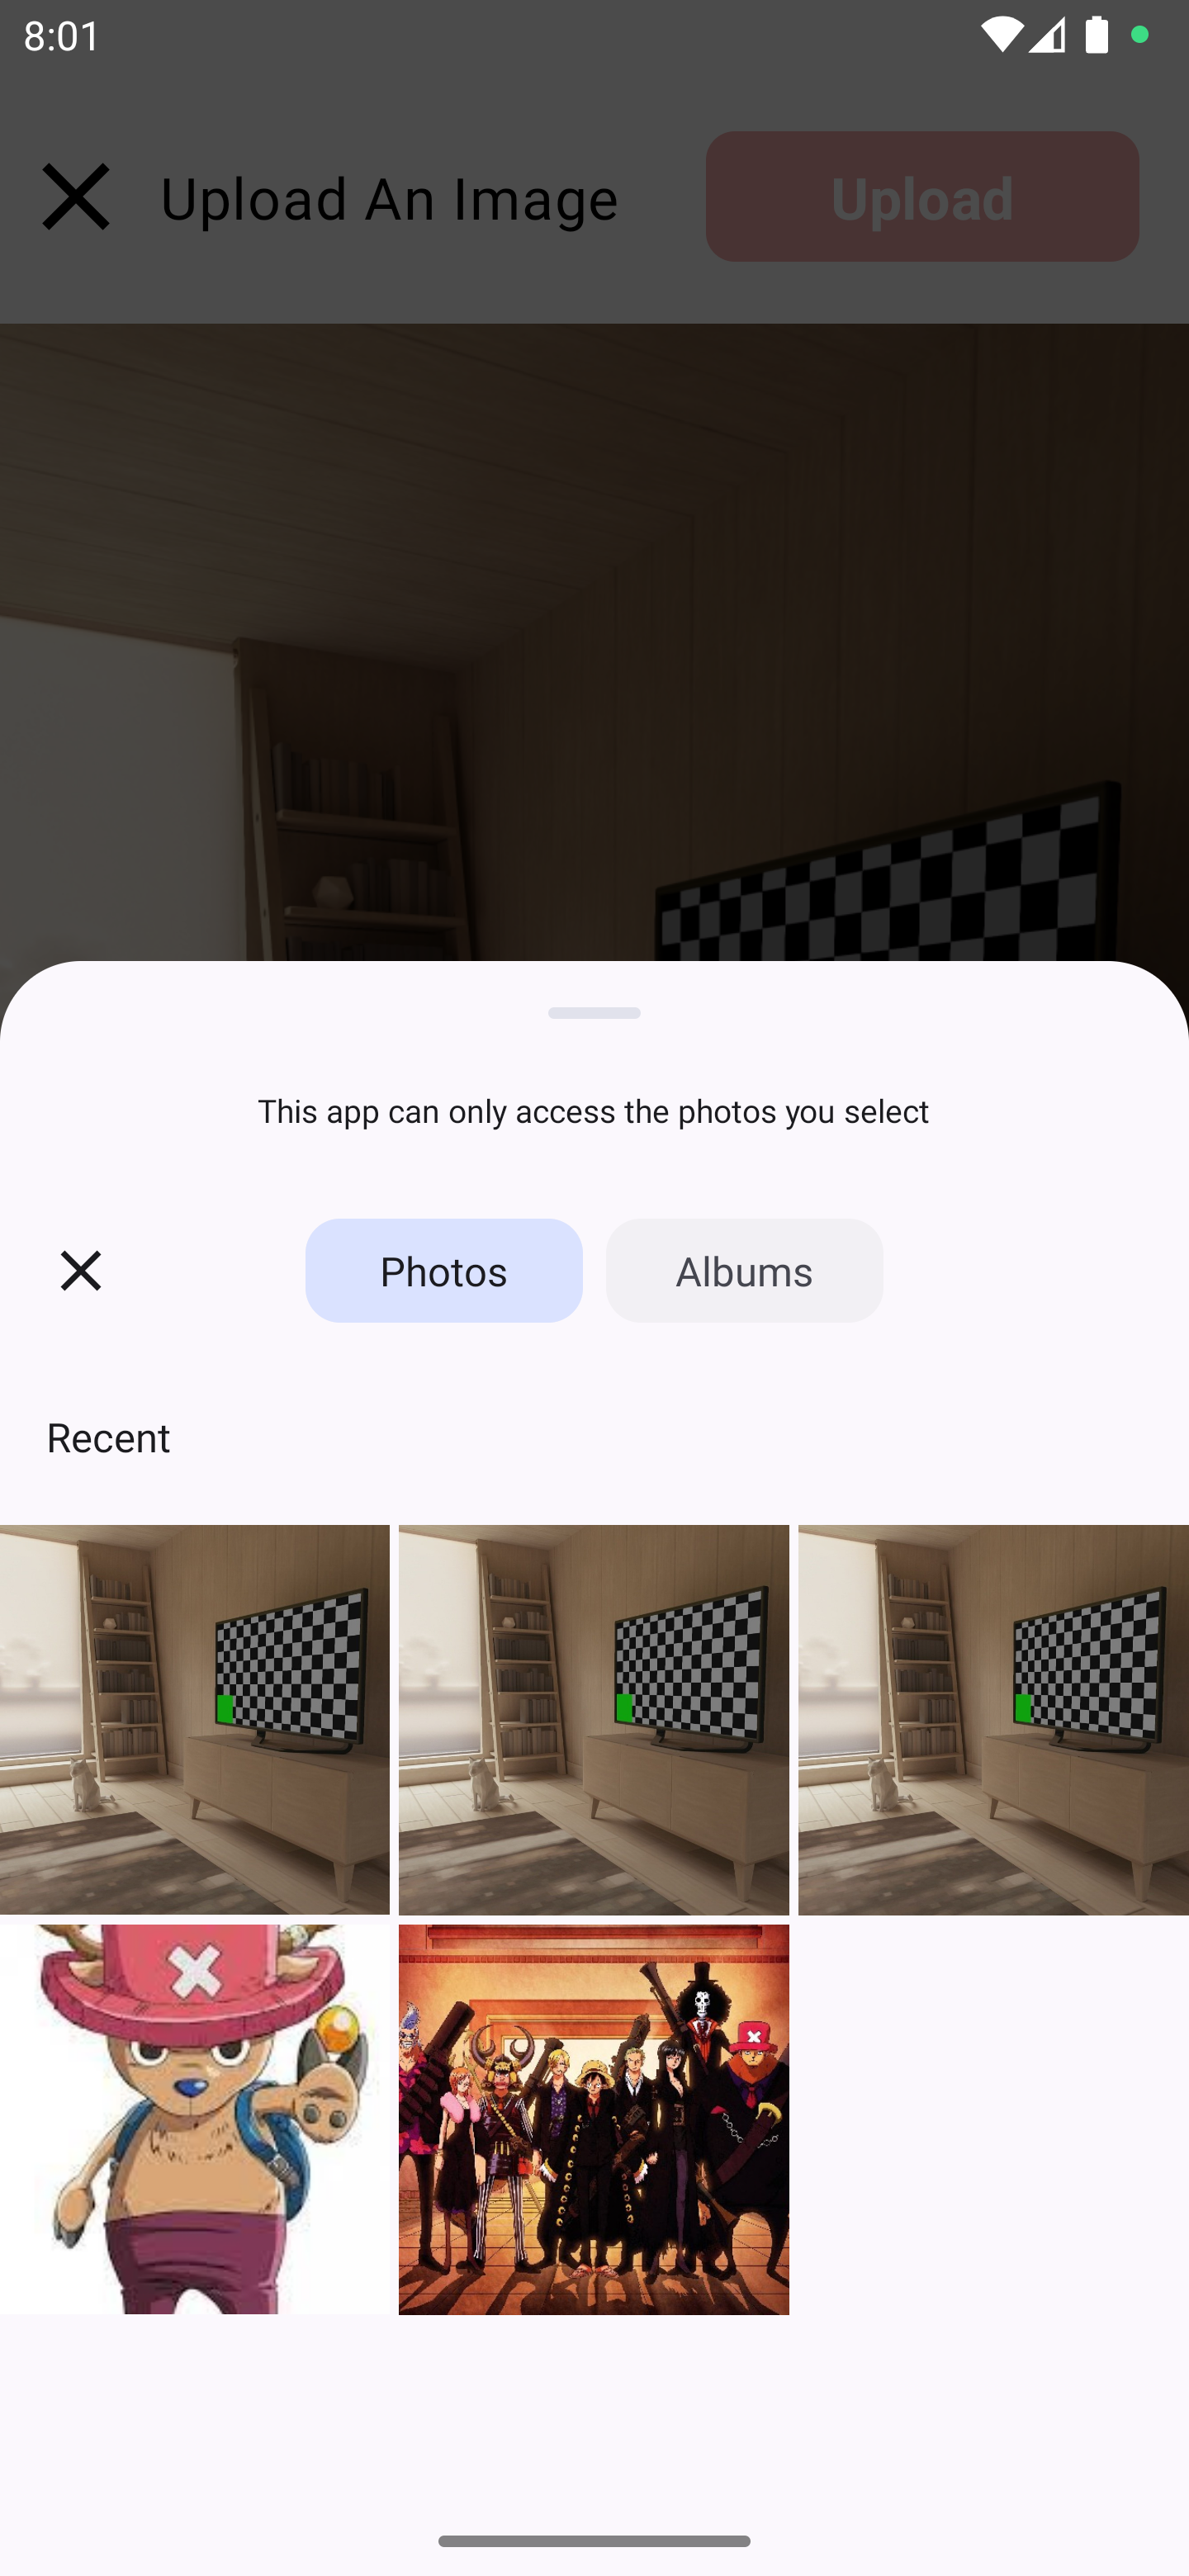 8:01
Upload An Image
Upload
This app can only access the photos you select
Photos
Albums
Recent